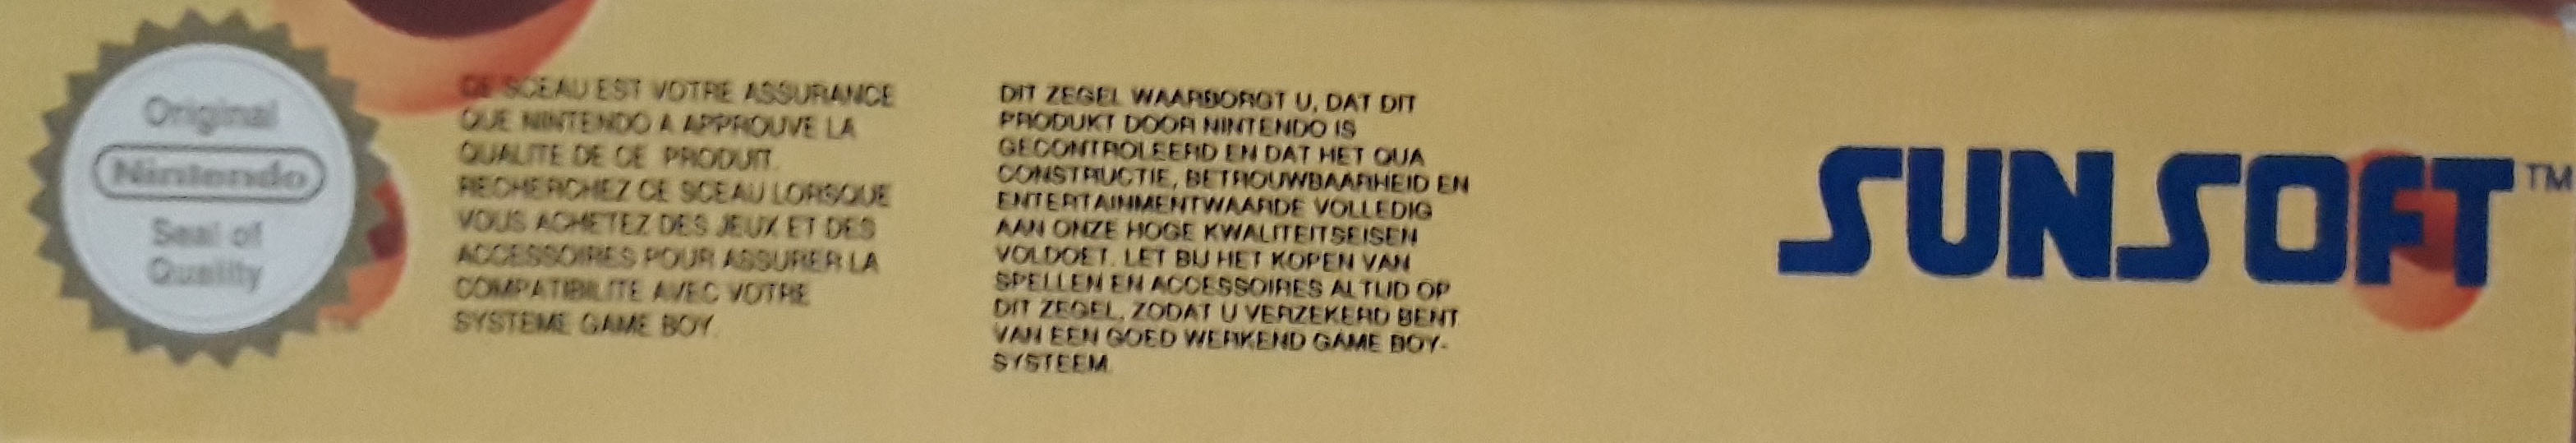 Original
Nintendo
Seal of
Quality
CE SCEAU EST VOTRE ASSURANCE
QUE NINTENDO A APPROUVE LA
QUALITE DE CE PRODUIT.
RECHERCHEZ CE SCEAU LORSQUE
VOUS ACHETEZ DES JEUX ET DES
ACCESSOIRES POUR ASSURER LA
COMPATIBILITE AVEC VOTRE
SYSTEME GAME BOY.
DIT ZEGEL WAARBORGT U, DAT DIT
PRODUKT DOOR NINTENDO IS
GECONTROLEERD EN DAT HET QUA
CONSTRUCTIE, BETROUWBAARHEID EN
ENTERTAINMENTWAARDE VOLLEDIG
AAN ONZE HOGE KWALITEITSEISEN
VOLDOET. LET BIJ HET KOPEN VAN
SPELLEN EN ACCESSOIRES ALTIJD OP
DIT ZEGEL, ZODAT U VERZEKERD BENT
VAN EEN GOED WERKEND GAME BOY-
SYSTEEM.
SUNSOFT™